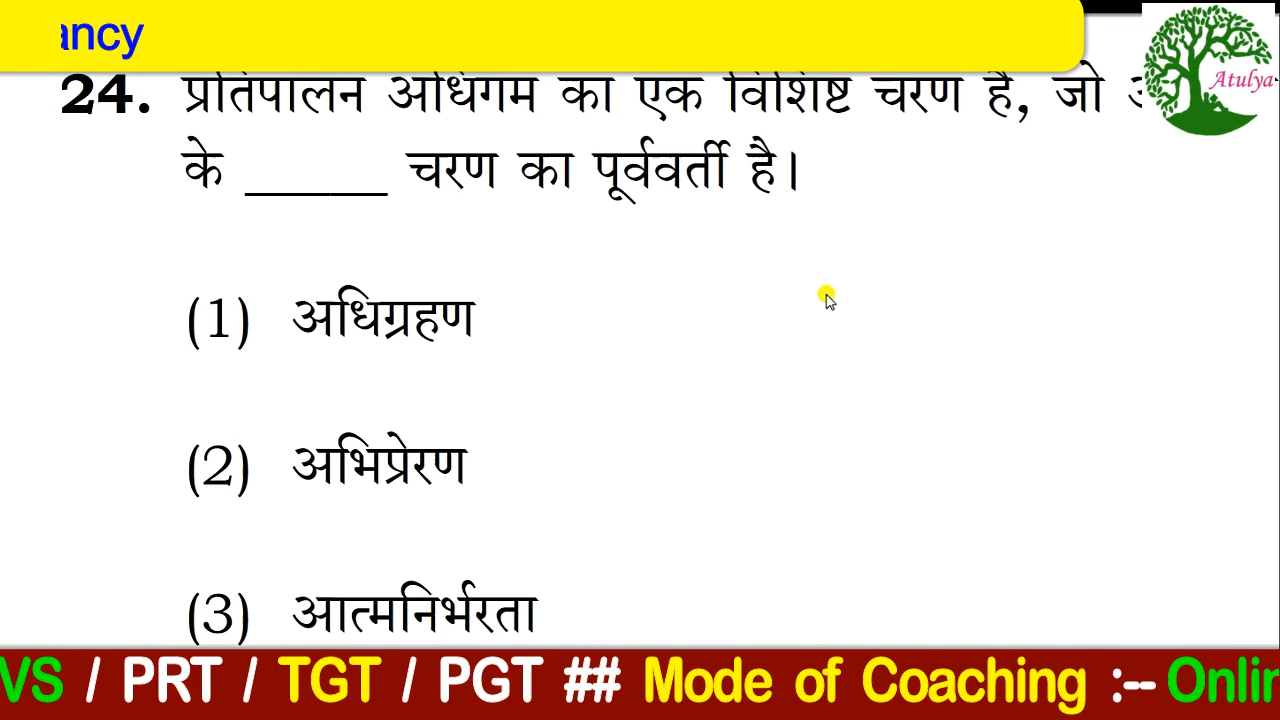 ancy
Atulya
24. प्रतिपालन अधिगम का एक विशिष्ट चरण है, जो
के _____ चरण का पूर्ववर्ती है।
(1) अधिग्रहण
(2) अभिप्रेरण
(3) आत्मनिर्भरता
VS / PRT / TGT / PGT ## Mode of Coaching :-- Onlin